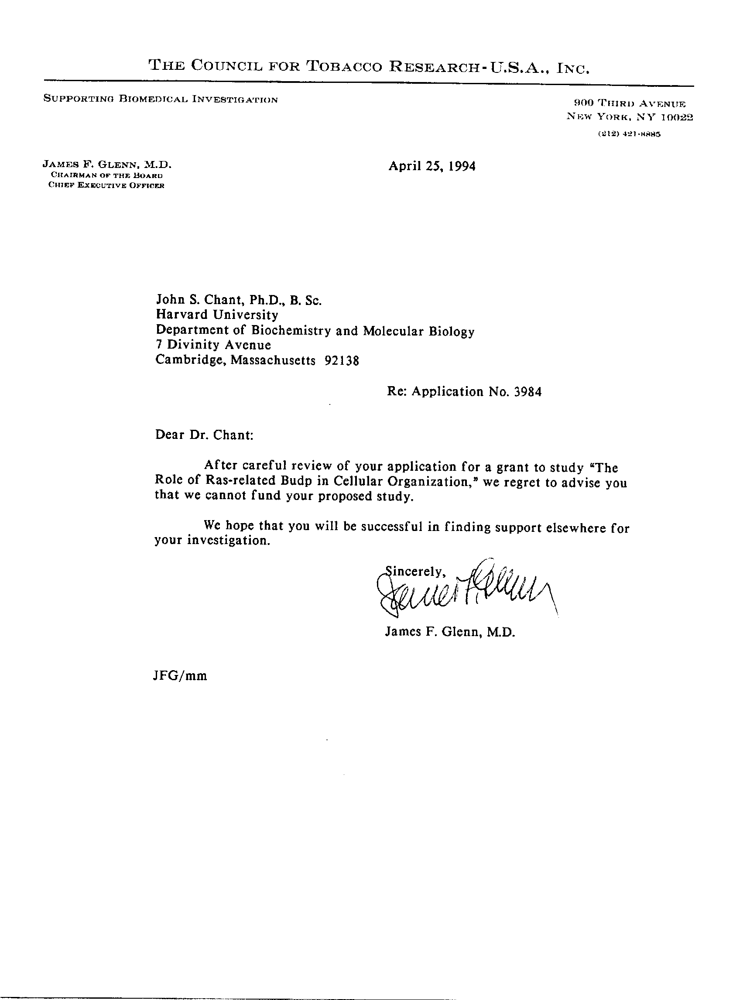 THE COUNCIL FOR TOBACCO RESEARCH-U.S.A., INC.
SUPPORTING BIOMEDICAL INVESTIGATION
900 THIRD AVENUE
NEW YORK, NY 10022
(212) 421-8885
JAMES F. GLENN, M.D.
CHAIRMAN OF THE BOARD
CHIEF EXECUTIVE OFFICER
April 25, 1994
John S. Chant, Ph.D., B. Sc.
Harvard University
Department of Biochemistry and Molecular Biology
7 Divinity Avenue
Cambridge, Massachusetts 92138
Re: Application No. 3984
Dear Dr. Chant:
After careful review of your application for a grant to study "The
Role of Ras-related Budp in Cellular Organization," we regret to advise you
that we cannot fund your proposed study.
We hope that you will be successful in finding support elsewhere for
your investigation.
Sincerely,
James F. Glenn
James F. Glenn, M.D.
JFG/mm